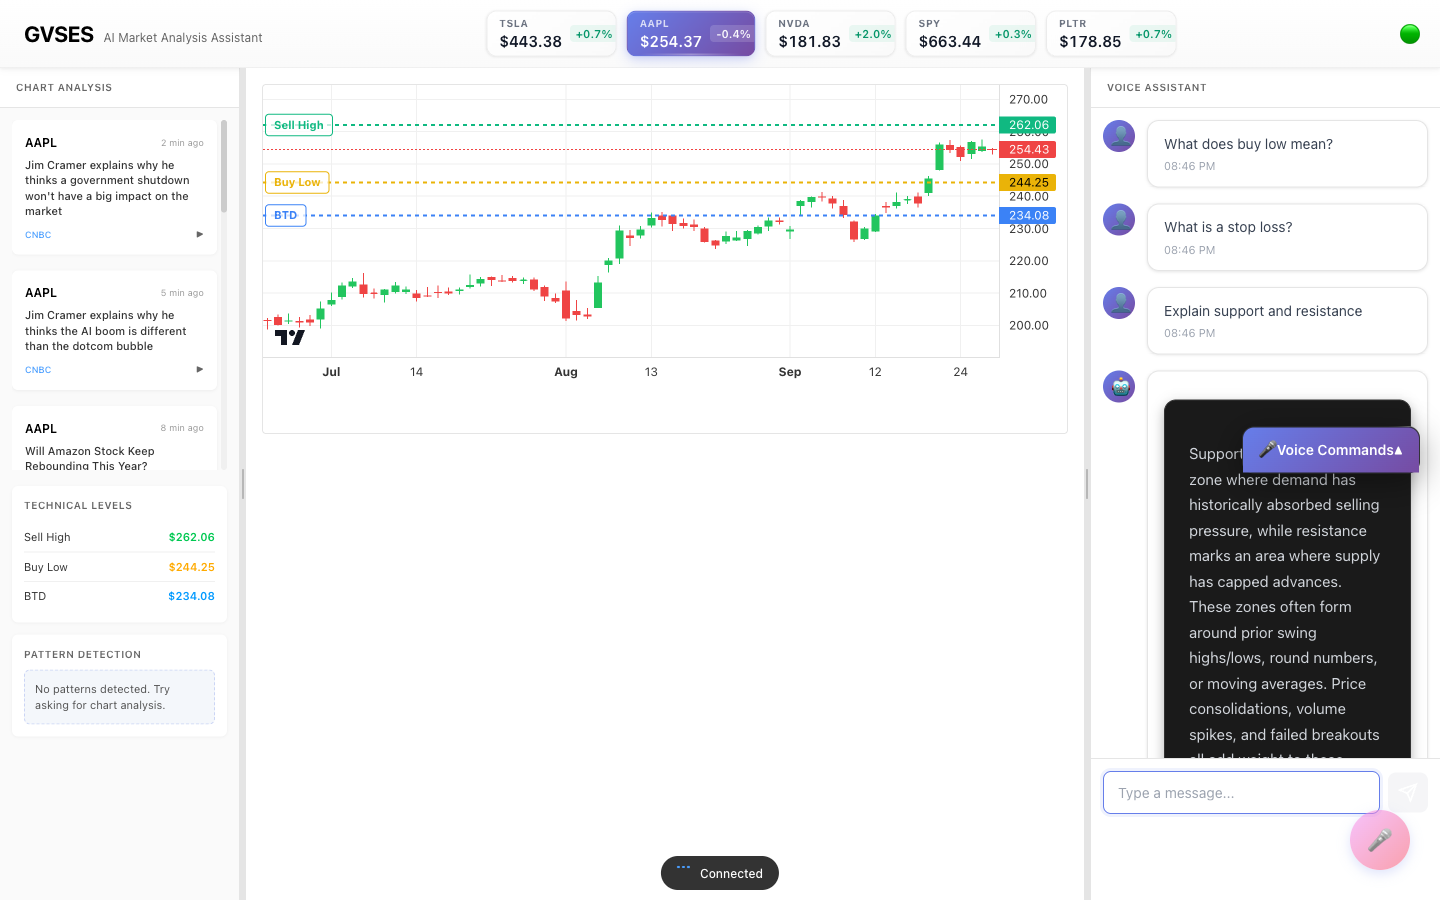 GVSES AI Market Analysis Assistant
TSLA
$443.38 +0.7%
AAPL
$254.37 -0.4%
NVDA
$181.83 +2.0%
SPY
$663.44 +0.3%
PLTR
$178.85 +0.7%
CHART ANALYSIS
AAPL 2 min ago
Jim Cramer explains why he
thinks a government shutdown
won't have a big impact on the
market
CNBC
AAPL 5 min ago
Jim Cramer explains why he
thinks the AI boom is different
than the dotcom bubble
CNBC
AAPL 8 min ago
Will Amazon Stock Keep
Rebounding This Year?
TECHNICAL LEVELS
Sell High $262.06
Buy Low $244.25
BTD $234.08
PATTERN DETECTION
No patterns detected. Try
asking for chart analysis.
Sell High
Buy Low
BTD
270.00
262.06
260.00
254.43
250.00
244.25
240.00
234.08
230.00
220.00
210.00
200.00
Jul 14 Aug 13 Sep 12 24
Connected
VOICE ASSISTANT
What does buy low mean?
08:46 PM
What is a stop loss?
08:46 PM
Explain support and resistance
08:46 PM
Voice Commands
Support
zone where demand has
historically absorbed selling
pressure, while resistance
marks an area where supply
has capped advances.
These zones often form
around prior swing
highs/lows, round numbers,
or moving averages. Price
consolidations, volume
spikes, and failed breakouts
all add weight to these
Type a message...